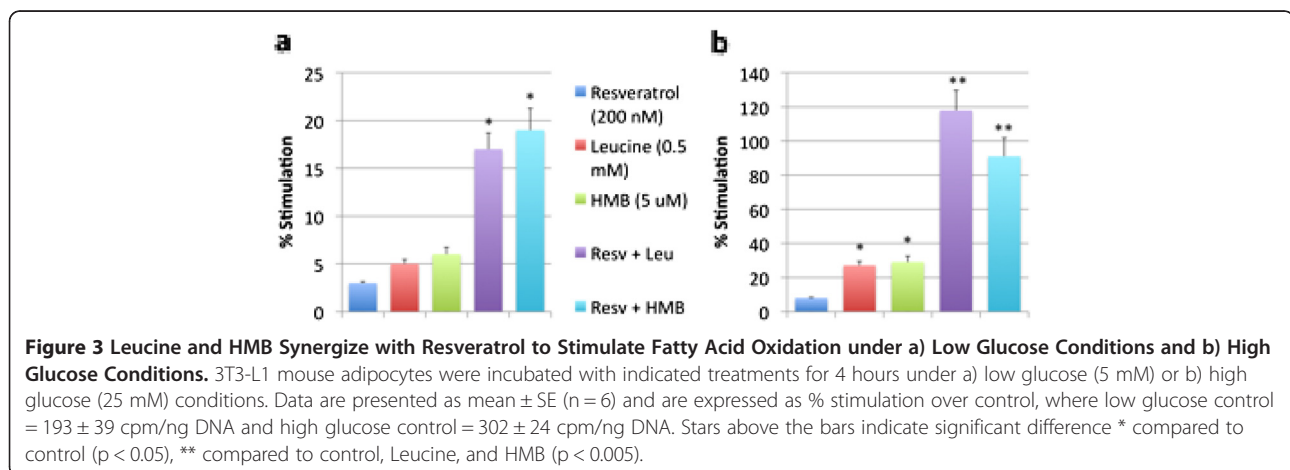 a
25
20
15
10
5
0
% Stimulation
Resveratrol
(200 nM)
Leucine (0.5
mM)
HMB (5 uM)
Resv + Leu
Resv + HMB
*
*
b
140
120
100
80
60
40
20
0
% Stimulation
*
*
**
**
Figure 3 Leucine and HMB Synergize with Resveratrol to Stimulate Fatty Acid Oxidation under a) Low Glucose Conditions and b) High
Glucose Conditions. 3T3-L1 mouse adipocytes were incubated with indicated treatments for 4 hours under a) low glucose (5 mM) or b) high
glucose (25 mM) conditions. Data are presented as mean ± SE (n = 6) and are expressed as % stimulation over control, where low glucose control
= 193 ± 39 cpm/ng DNA and high glucose control = 302 ± 24 cpm/ng DNA. Stars above the bars indicate significant difference * compared to
control (p < 0.05), ** compared to control, Leucine, and HMB (p < 0.005).